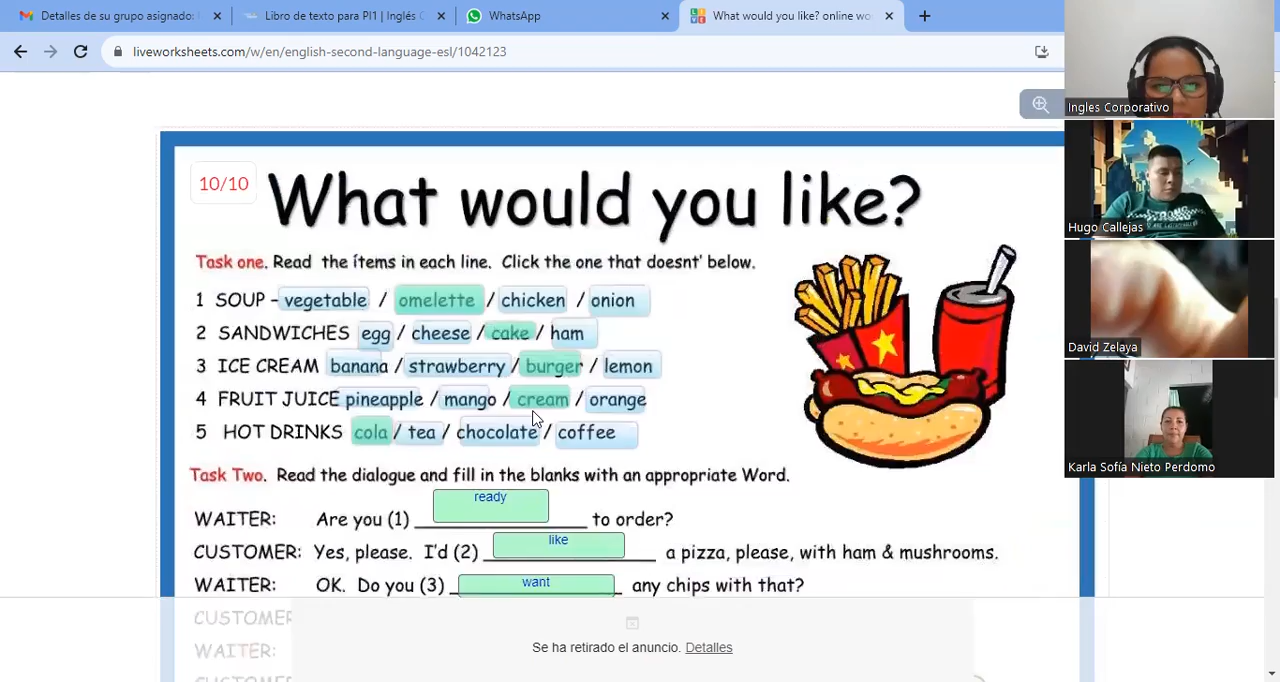 Detalles de su grupo asignado:
Libro de texto para PI1 | Inglés C
WhatsApp
What would you like? online wo
liveworksheets.com/w/en/english-second-language-esl/1042123
Ingles Corporativo
Hugo Callejas
David Zelaya
Karla Sofía Nieto Perdomo
10/10
What would you like?
Task one. Read the ítems in each line. Click the one that doesnt' below.
1 SOUP - vegetable / omelette / chicken / onion
2 SANDWICHES egg / cheese / cake / ham
3 ICE CREAM banana / strawberry / burger / lemon
4 FRUIT JUICE pineapple / mango / cream / orange
5 HOT DRINKS cola / tea / chocolate / coffee
Task Two. Read the dialogue and fill in the blanks with an appropriate Word.
WAITER: Are you (1) ready to order?
CUSTOMER: Yes, please. I'd (2) like a pizza, please, with ham & mushrooms.
WAITER: OK. Do you (3) want any chips with that?
CUSTOMER
WAITER:
Se ha retirado el anuncio. Detalles